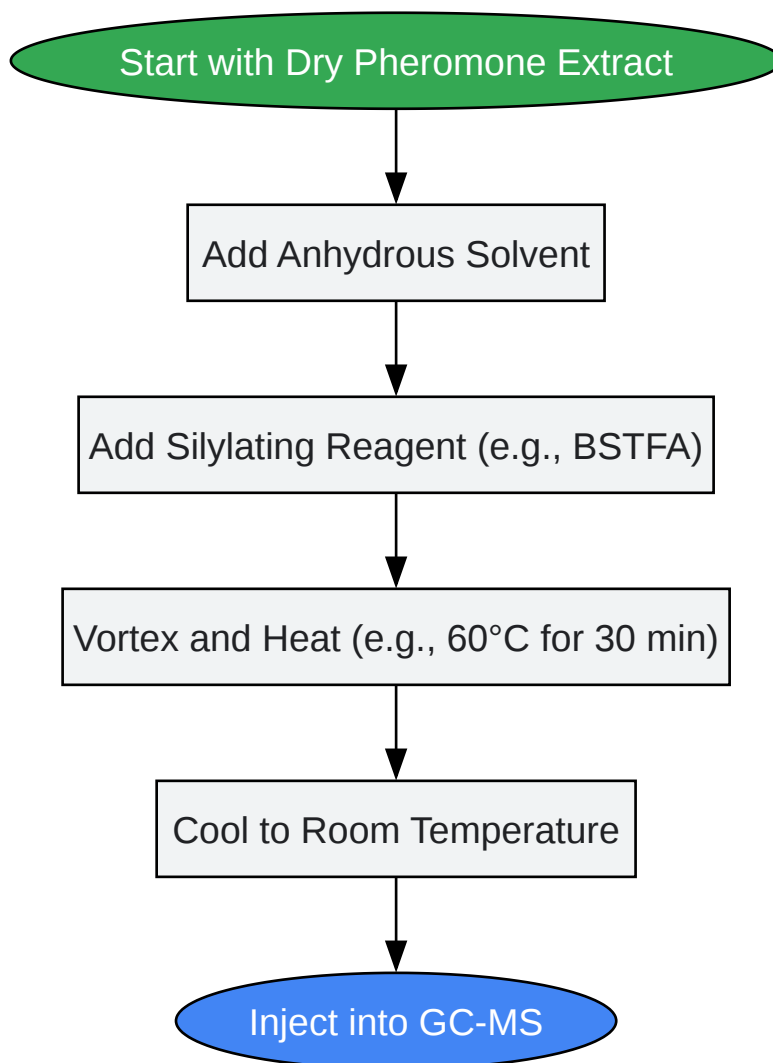 Start with Dry Pheromone Extract
Add Anhydrous Solvent
Add Silylating Reagent (e.g., BSTFA)
Vortex and Heat (e.g., 60°C for 30 min)
Cool to Room Temperature
Inject into GC-MS